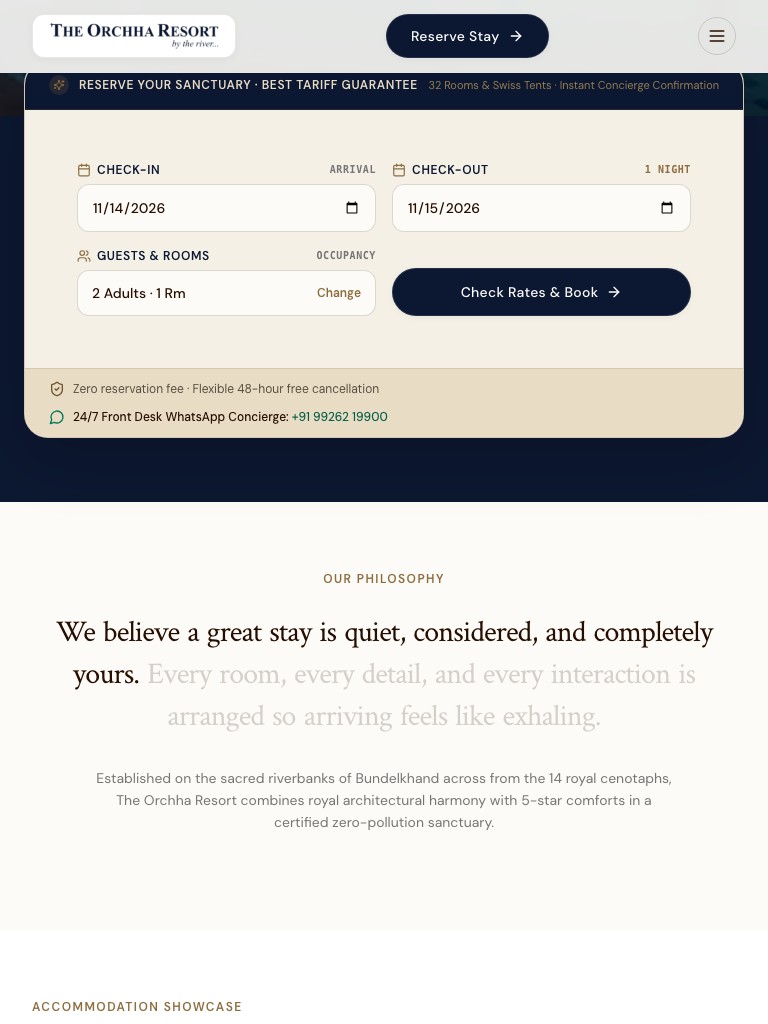 THE ORCHHA RESORT
by the river...
Reserve Stay
RESERVE YOUR SANCTUARY · BEST TARIFF GUARANTEE
32 Rooms & Swiss Tents · Instant Concierge Confirmation
CHECK-IN
ARRIVAL
11/14/2026
CHECK-OUT
1 NIGHT
11/15/2026
GUESTS & ROOMS
OCCUPANCY
2 Adults · 1 Rm
Change
Check Rates & Book
Zero reservation fee · Flexible 48-hour free cancellation
24/7 Front Desk WhatsApp Concierge: +91 99262 19900
OUR PHILOSOPHY
We believe a great stay is quiet, considered, and completely
yours. Every room, every detail, and every interaction is
arranged so arriving feels like exhaling.
Established on the sacred riverbanks of Bundelkhand across from the 14 royal cenotaphs,
The Orchha Resort combines royal architectural harmony with 5-star comforts in a
certified zero-pollution sanctuary.
ACCOMMODATION SHOWCASE